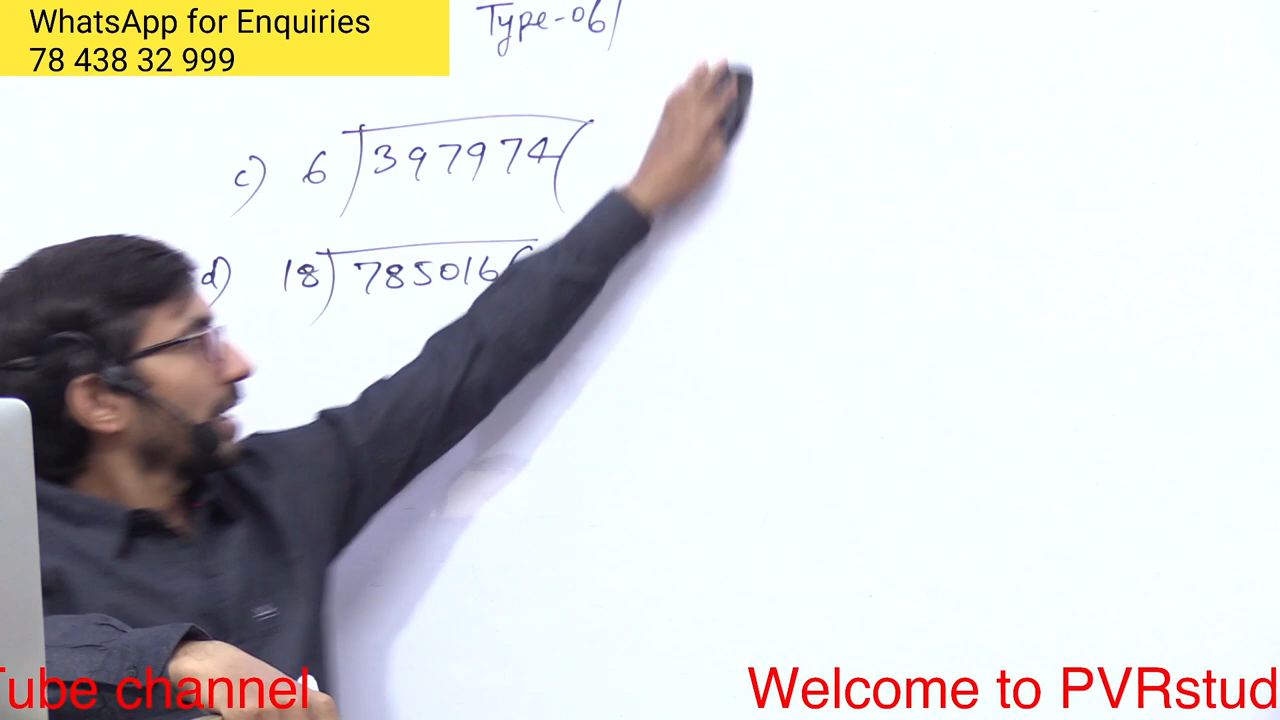 WhatsApp for Enquiries
78 438 32 999
Type-06
c) 6)397974(
d) 18)785016(
Tube channel
Welcome to PVRstud